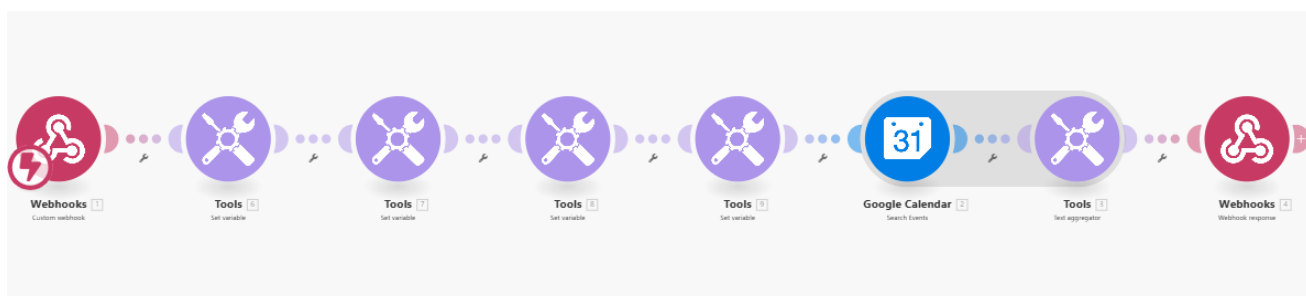 31
Webhooks 1
Custom webhook
Tools 6
Set variable
Tools 7
Set variable
Tools 8
Set variable
Tools 9
Set variable
Google Calendar 2
Search Events
Tools 3
Text aggregator
Webhooks 4
Webhook response